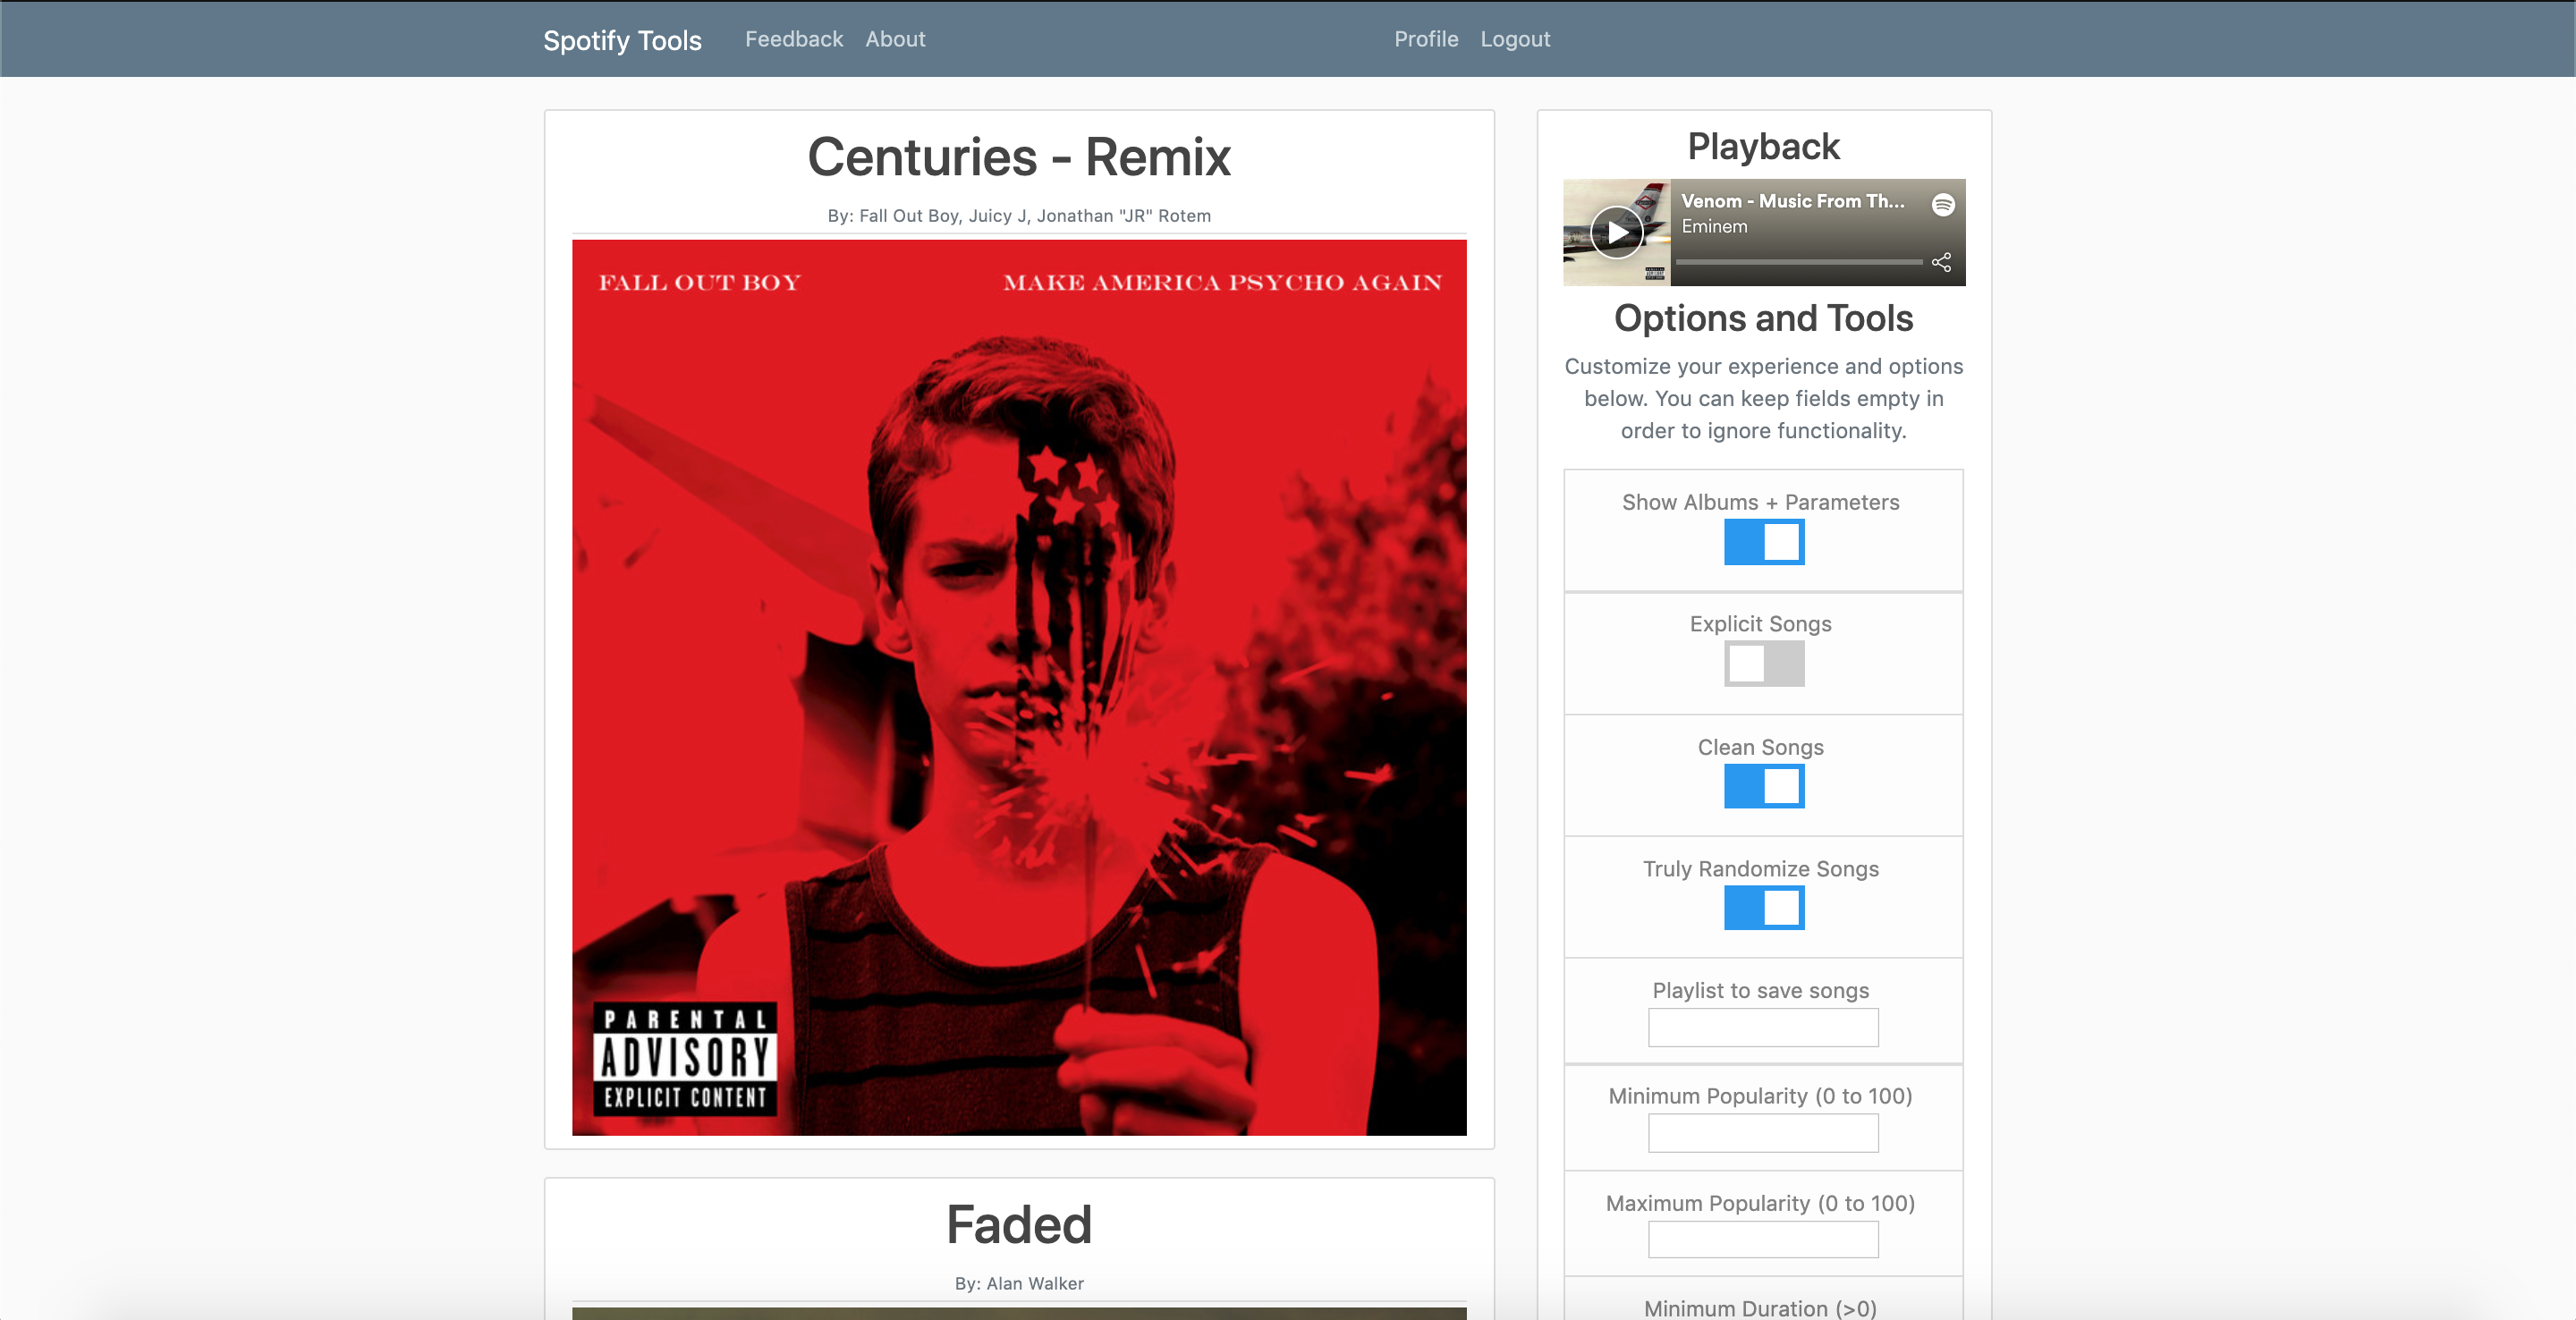 Spotify Tools
Feedback
About
Profile
Logout
Centuries - Remix
By: Fall Out Boy, Juicy J, Jonathan "JR" Rotem
FALL OUT BOY
MAKE AMERICA PSYCHO AGAIN
PARENTAL
ADVISORY
EXPLICIT CONTENT
Faded
By: Alan Walker
Playback
Venom - Music From Th...
Eminem
Options and Tools
Customize your experience and options
below. You can keep fields empty in
order to ignore functionality.
Show Albums + Parameters
Explicit Songs
Clean Songs
Truly Randomize Songs
Playlist to save songs
Minimum Popularity (0 to 100)
Maximum Popularity (0 to 100)
Minimum Duration (>0)